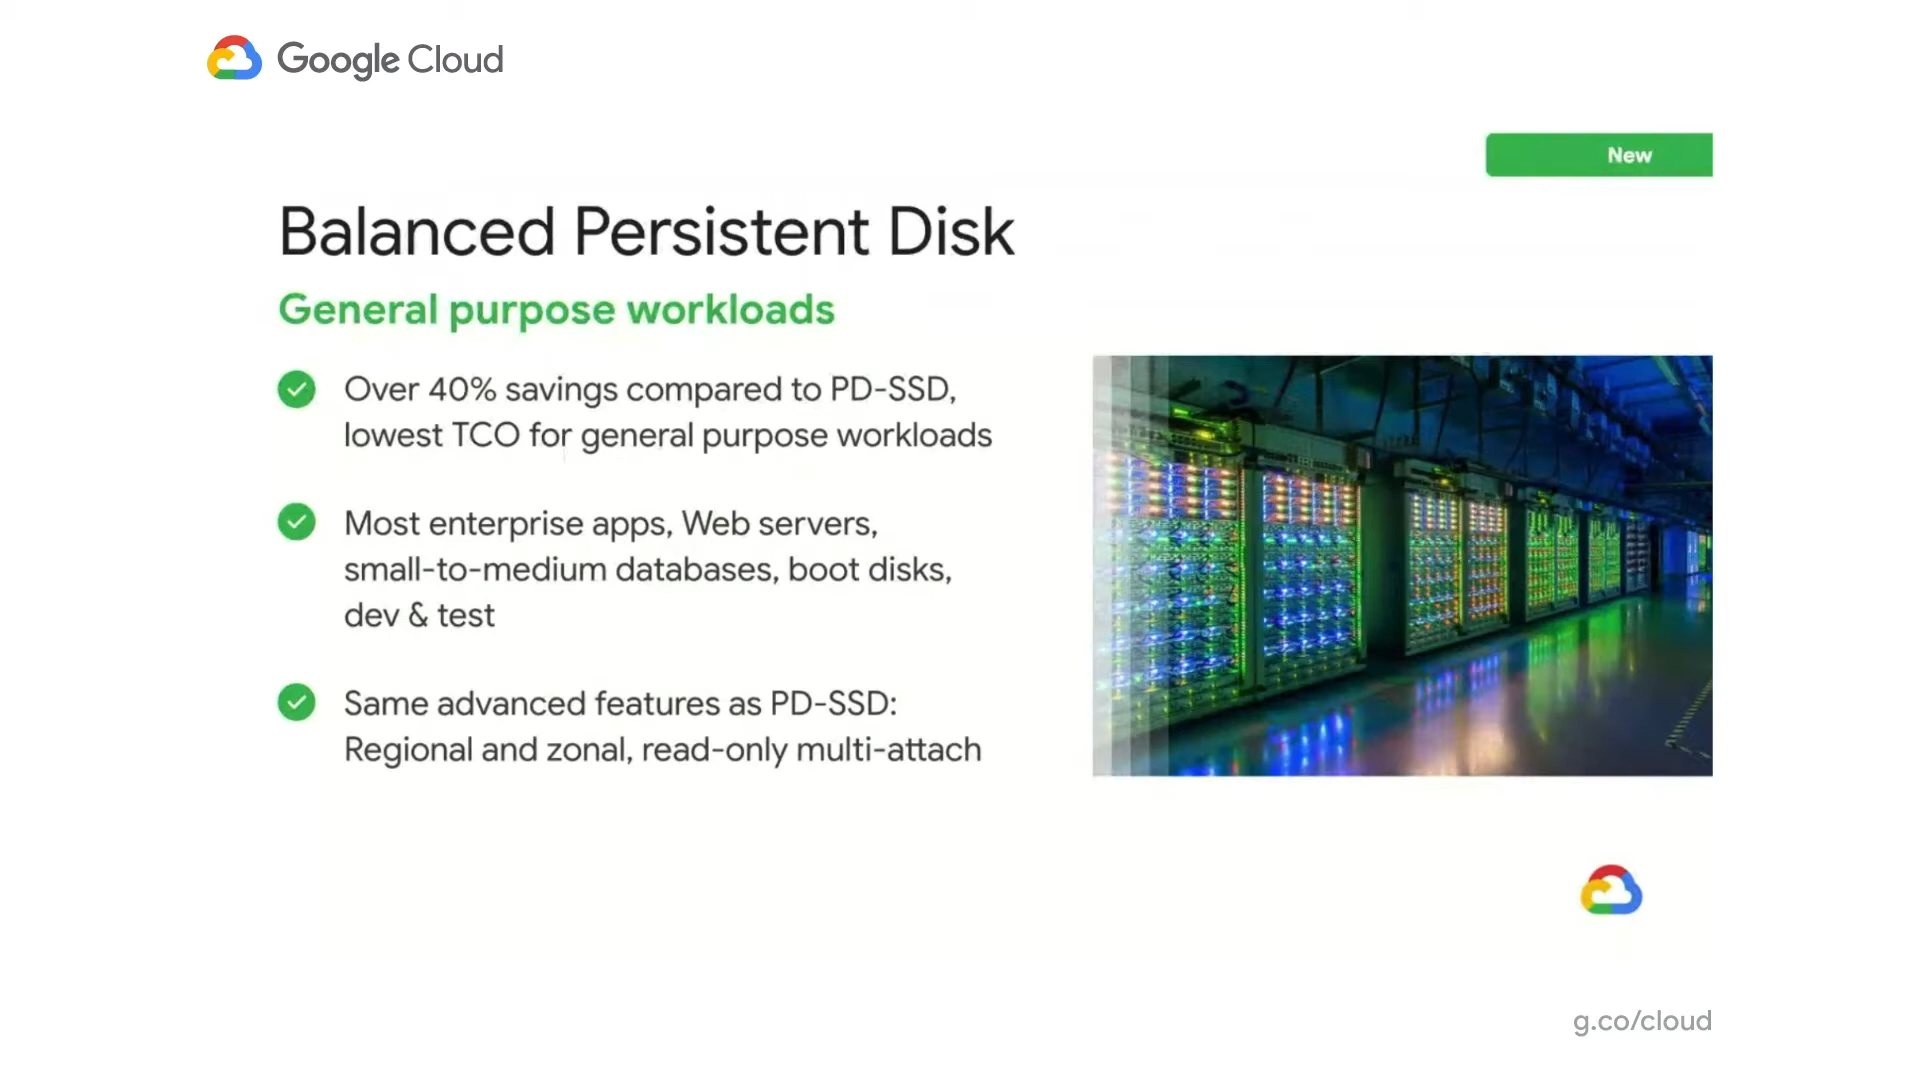 Google Cloud
New
Balanced Persistent Disk
General purpose workloads
Over 40% savings compared to PD-SSD,
lowest TCO for general purpose workloads
Most enterprise apps, Web servers,
small-to-medium databases, boot disks,
dev & test
Same advanced features as PD-SSD:
Regional and zonal, read-only multi-attach
g.co/cloud